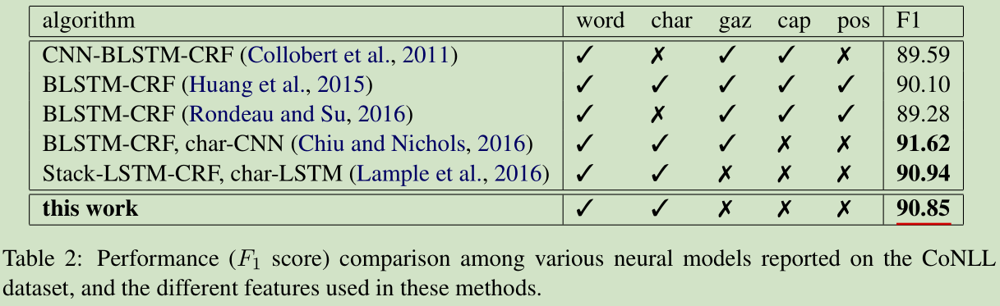 algorithm word char gaz cap pos F1
CNN-BLSTM-CRF (Collobert et al., 2011) ✓ ✗ ✓ ✓ ✗ 89.59
BLSTM-CRF (Huang et al., 2015) ✓ ✓ ✓ ✓ ✓ 90.10
BLSTM-CRF (Rondeau and Su, 2016) ✓ ✗ ✓ ✓ ✓ 89.28
BLSTM-CRF, char-CNN (Chiu and Nichols, 2016) ✓ ✓ ✓ ✗ ✗ 91.62
Stack-LSTM-CRF, char-LSTM (Lample et al., 2016) ✓ ✓ ✗ ✗ ✗ 90.94
this work ✓ ✓ ✗ ✗ ✗ 90.85
Table 2: Performance (F1 score) comparison among various neural models reported on the CoNLL
dataset, and the different features used in these methods.